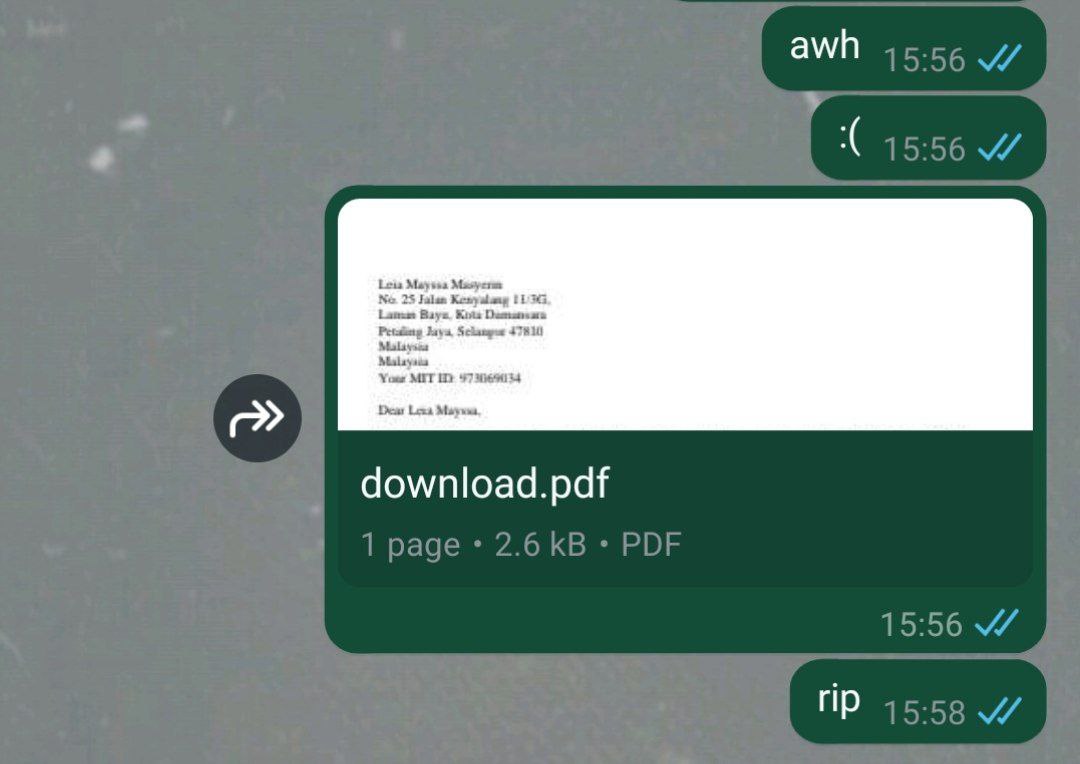 awh 15:56
:( 15:56
Leia Mayssa Masyerin
No. 25 Jalan Kenyalang 11/3G,
Laman Bayu, Kota Damansara
Petaling Jaya, Selangor 47810
Malaysia
Malaysia
Your MIT ID: 973069034
Dear Leia Mayssa,
download.pdf
1 page • 2.6 kB • PDF
15:56
rip 15:58